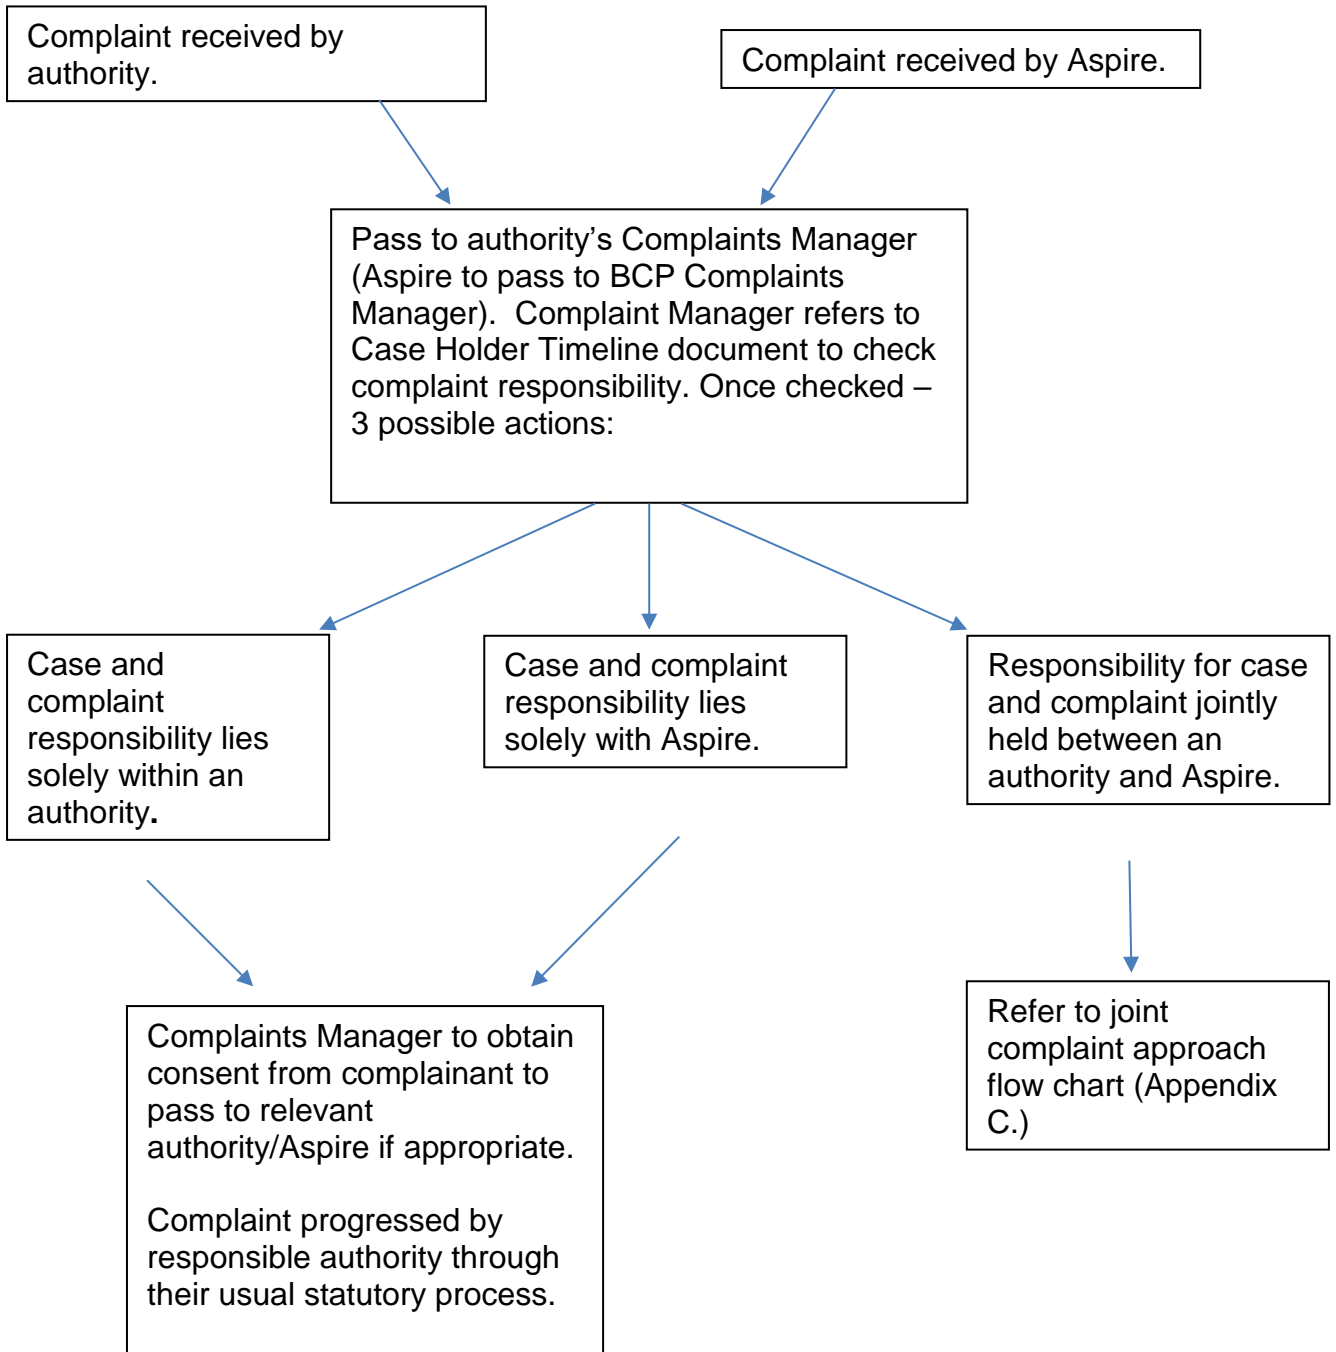 Complaint received by
authority.
Complaint received by Aspire.
Pass to authority’s Complaints Manager
(Aspire to pass to BCP Complaints
Manager).  Complaint Manager refers to
Case Holder Timeline document to check
complaint responsibility. Once checked –
3 possible actions:
Case and
complaint
responsibility lies
solely within an
authority.
Case and complaint
responsibility lies
solely with Aspire.
Responsibility for case
and complaint jointly
held between an
authority and Aspire.
Complaints Manager to obtain
consent from complainant to
pass to relevant
authority/Aspire if appropriate.
Complaint progressed by
responsible authority through
their usual statutory process.
Refer to joint
complaint approach
flow chart (Appendix
C.)